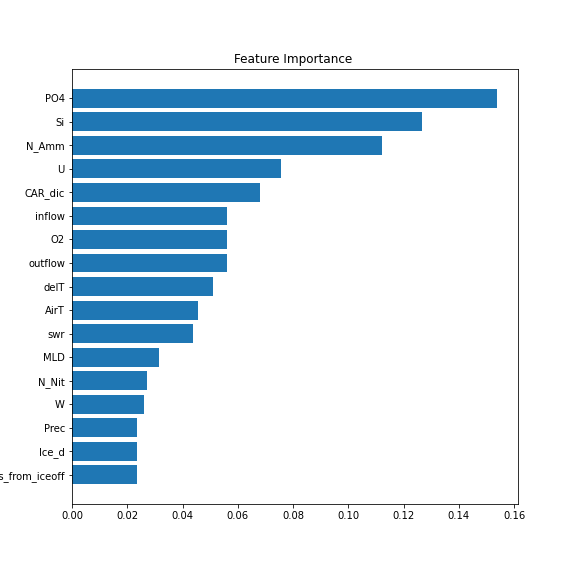 Feature Importance
PO4
Si
N_Amm
U
CAR_dic
inflow
O2
outflow
delT
AirT
swr
MLD
N_Nit
W
Prec
Ice_d
s_from_iceoff
0.00 0.02 0.04 0.06 0.08 0.10 0.12 0.14 0.16